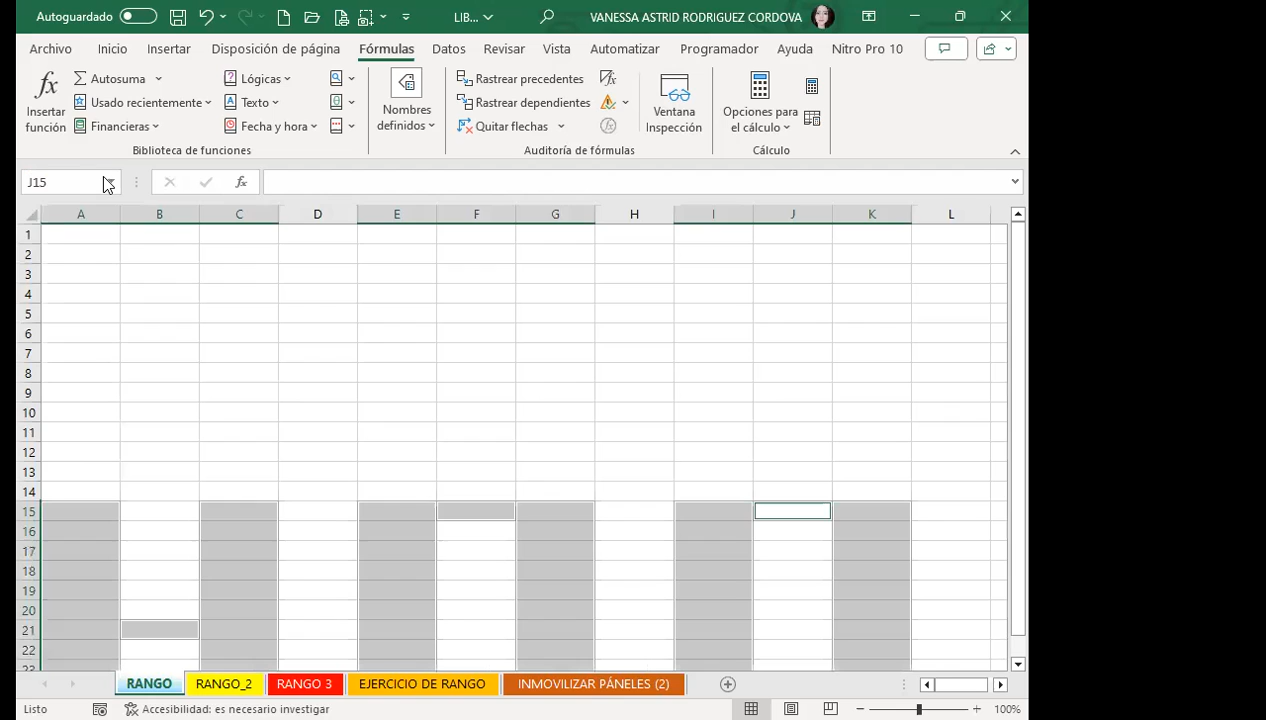 Autoguardado LIB... VANESSA ASTRID RODRIGUEZ CORDOVA
Archivo Inicio Insertar Disposición de página Fórmulas Datos Revisar Vista Automatizar Programador Ayuda Nitro Pro 10
fx Insertar función
Autosuma
Usado recientemente
Financieras
Lógicas
Texto
Fecha y hora
Biblioteca de funciones
Nombres definidos
Rastrear precedentes
Rastrear dependientes
Quitar flechas
Auditoría de fórmulas
Ventana Inspección
Opciones para el cálculo
Cálculo
J15 fx
A B C D E F G H I J K L
1
2
3
4
5
6
7
8
9
10
11
12
13
14
15
16
17
18
19
20
21
22
23
RANGO RANGO_2 RANGO 3 EJERCICIO DE RANGO INMOVILIZAR PÁNELES (2)
Listo Accesibilidad: es necesario investigar 100%